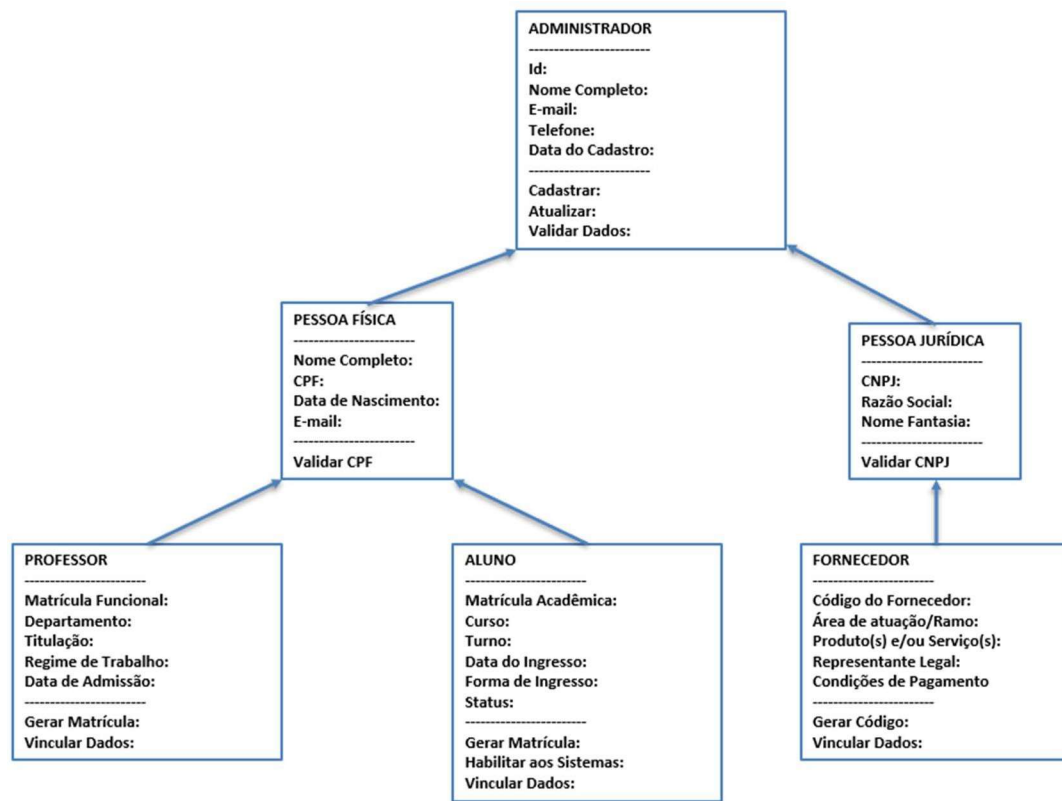 ADMINISTRADOR
------------------------
Id:
Nome Completo:
E-mail:
Telefone:
Data do Cadastro:
------------------------
Cadastrar:
Atualizar:
Validar Dados:
PESSOA FÍSICA
------------------------
Nome Completo:
CPF:
Data de Nascimento:
E-mail:
------------------------
Validar CPF
PESSOA JURÍDICA
------------------------
CNPJ:
Razão Social:
Nome Fantasia:
------------------------
Validar CNPJ
PROFESSOR
------------------------
Matrícula Funcional:
Departamento:
Titulação:
Regime de Trabalho:
Data de Admissão:
------------------------
Gerar Matrícula:
Vincular Dados:
ALUNO
------------------------
Matrícula Acadêmica:
Curso:
Turno:
Data do Ingresso:
Forma de Ingresso:
Status:
------------------------
Gerar Matrícula:
Habilitar aos Sistemas:
Vincular Dados:
FORNECEDOR
------------------------
Código do Fornecedor:
Área de atuação/Ramo:
Produto(s) e/ou Serviço(s):
Representante Legal:
Condições de Pagamento
------------------------
Gerar Código:
Vincular Dados: